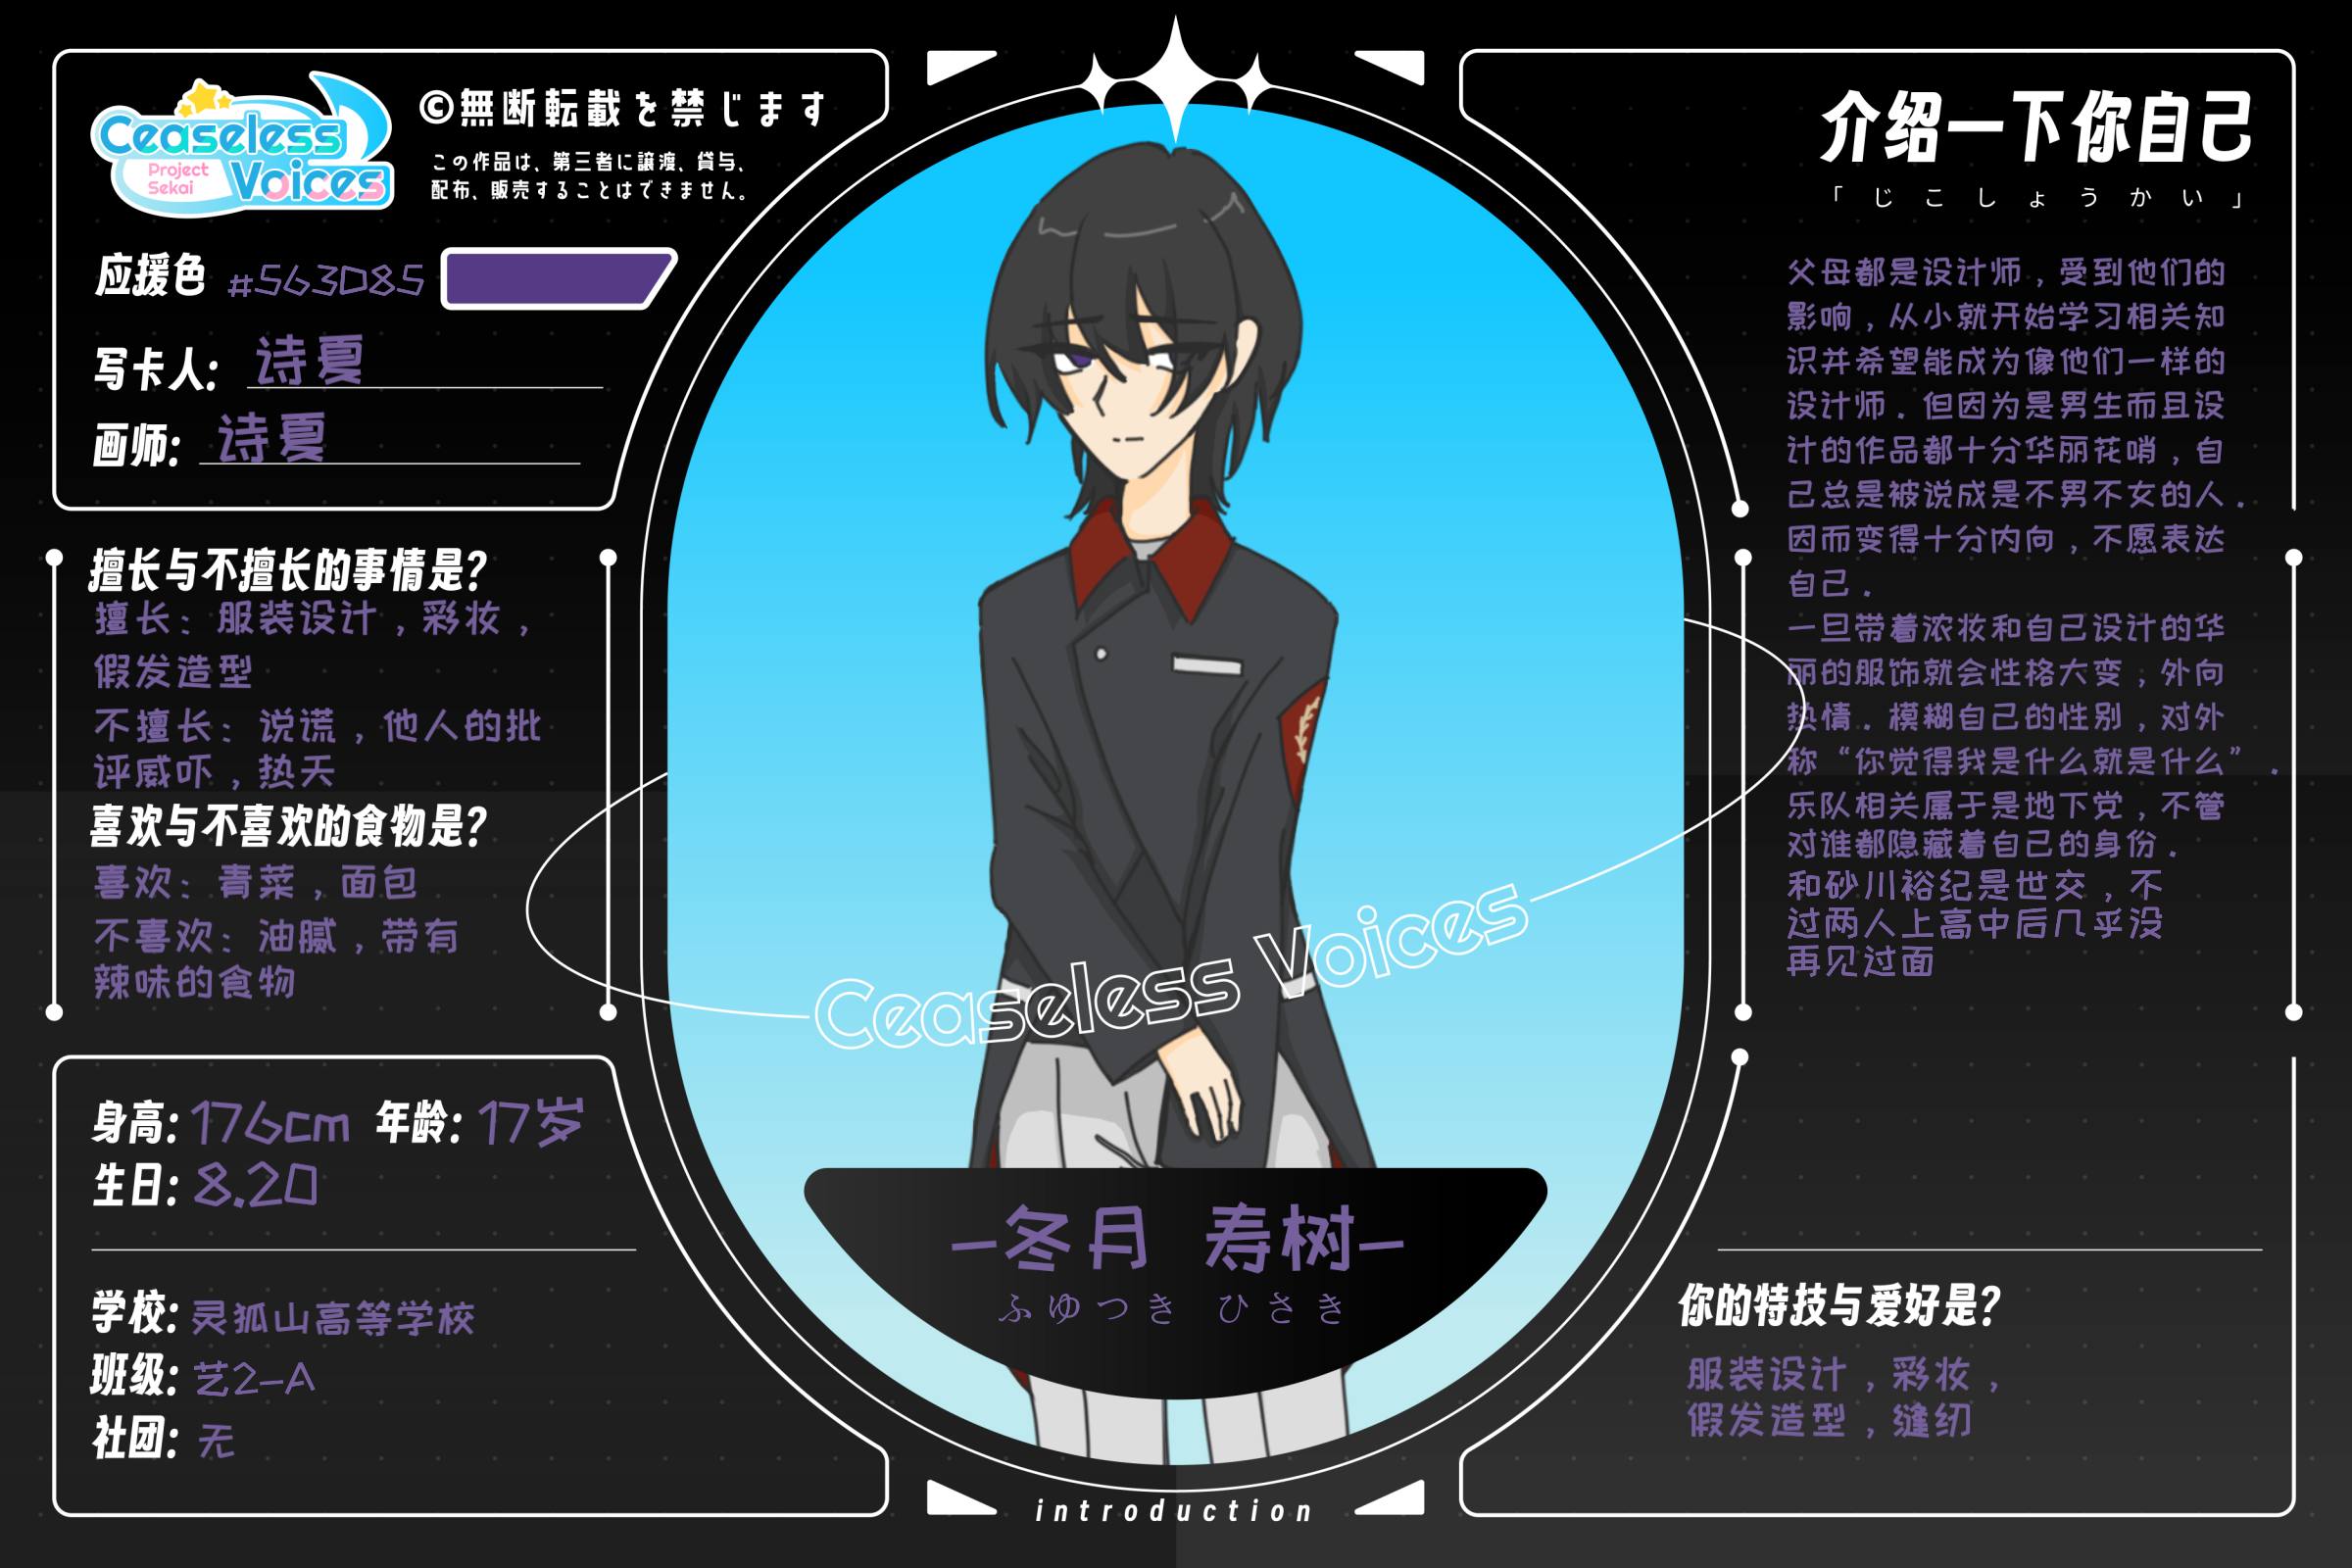 Ceaseless
Project
Sekai
Voices
©無断転載を禁じます
この作品は、第三者に譲渡、貸与、
配布、販売することはできません。
应援色 #563D85
写卡人: 诗夏
画师: 诗夏
擅长与不擅长的事情是?
擅长: 服装设计,彩妆,
假发造型
不擅长: 说谎,他人的批
评威吓,热天
喜欢与不喜欢的食物是?
喜欢: 青菜,面包
不喜欢: 油腻,带有
辣味的食物
身高: 176cm 年龄: 17岁
生日: 8.20
学校: 灵狐山高等学校
班级: 艺2-A
社团: 无
Ceaseless Voices
—冬月 寿树—
ふゆつき ひさき
introduction
介绍一下你自己
「じこしょうかい」
父母都是设计师,受到他们的
影响,从小就开始学习相关知
识并希望能成为像他们一样的
设计师.但因为是男生而且设
计的作品都十分华丽花哨,自
己总是被说成是不男不女的人.
因而变得十分内向,不愿表达
自己.
一旦带着浓妆和自己设计的华
丽的服饰就会性格大变,外向
热情.模糊自己的性别,对外
称“你觉得我是什么就是什么”.
乐队相关属于是地下党,不管
对谁都隐藏着自己的身份.
和砂川裕纪是世交,不
过两人上高中后几乎没
再见过面
你的特技与爱好是?
服装设计,彩妆,
假发造型,缝纫